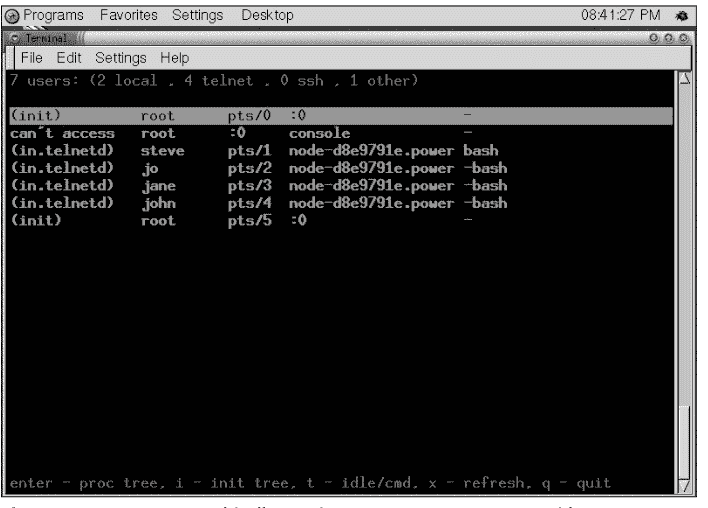 Programs Favorites Settings Desktop 08:41:27 PM
Terminal
File Edit Settings Help
7 users: (2 local , 4 telnet , 0 ssh , 1 other)
(init) root pts/0 :0 -
can't access root :0 console -
(in.telnetd) steve pts/1 node-d8e9791e.power bash
(in.telnetd) jo pts/2 node-d8e9791e.power -bash
(in.telnetd) jane pts/3 node-d8e9791e.power -bash
(in.telnetd) john pts/4 node-d8e9791e.power -bash
(init) root pts/5 :0 -
enter - proc tree, i - init tree, t - idle/cmd, x - refresh, q - quit